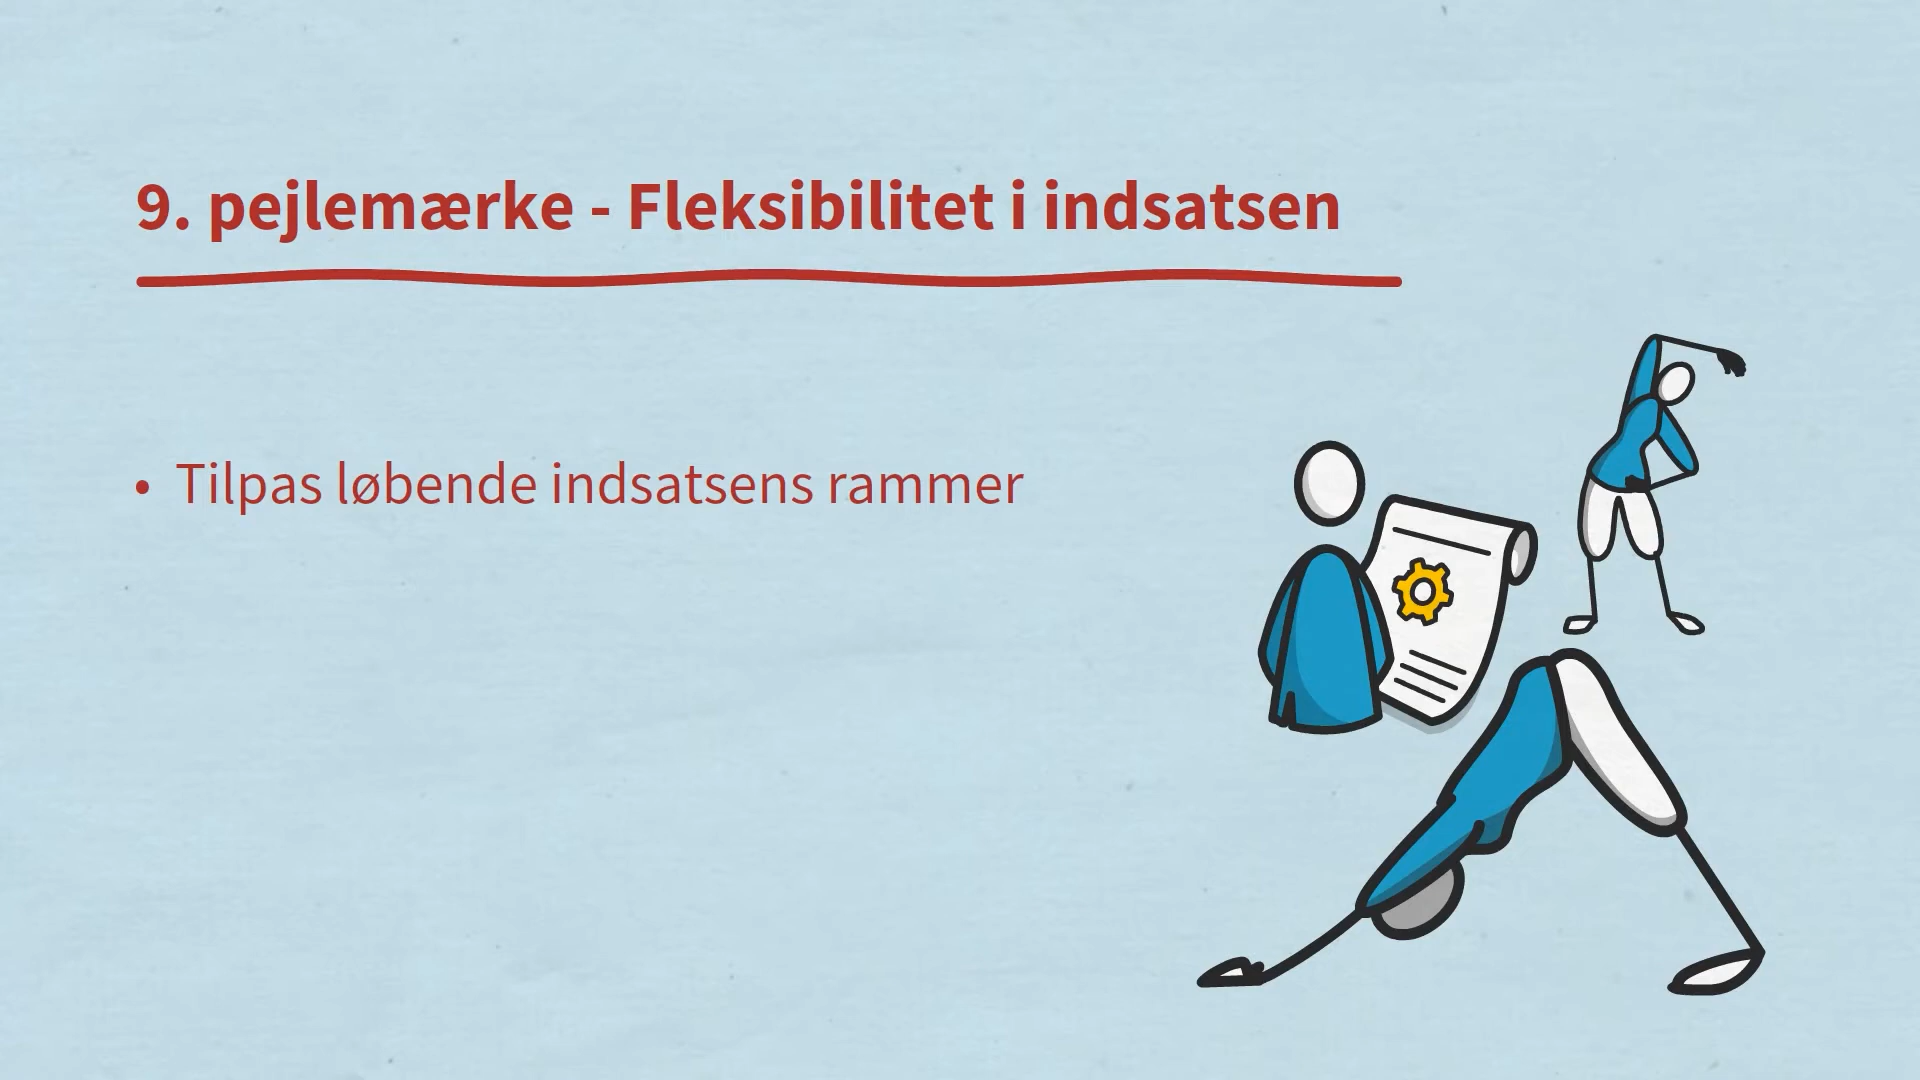 9. pejlemærke - Fleksibilitet i indsatsen
• Tilpas løbende indsatsens rammer